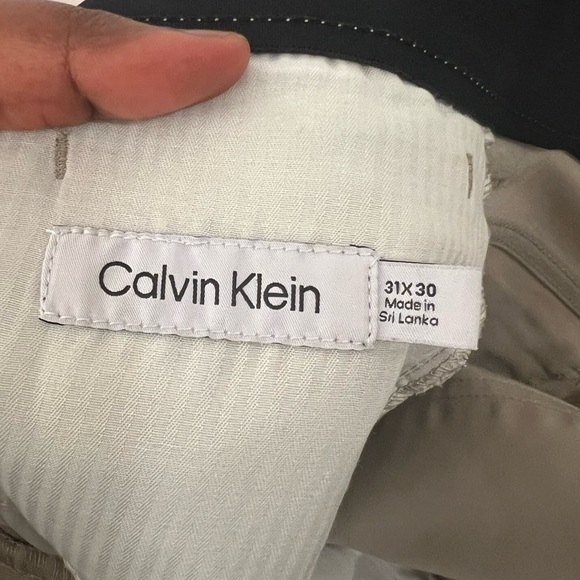 Calvin Klein
31X30
Made in
Sri Lanka